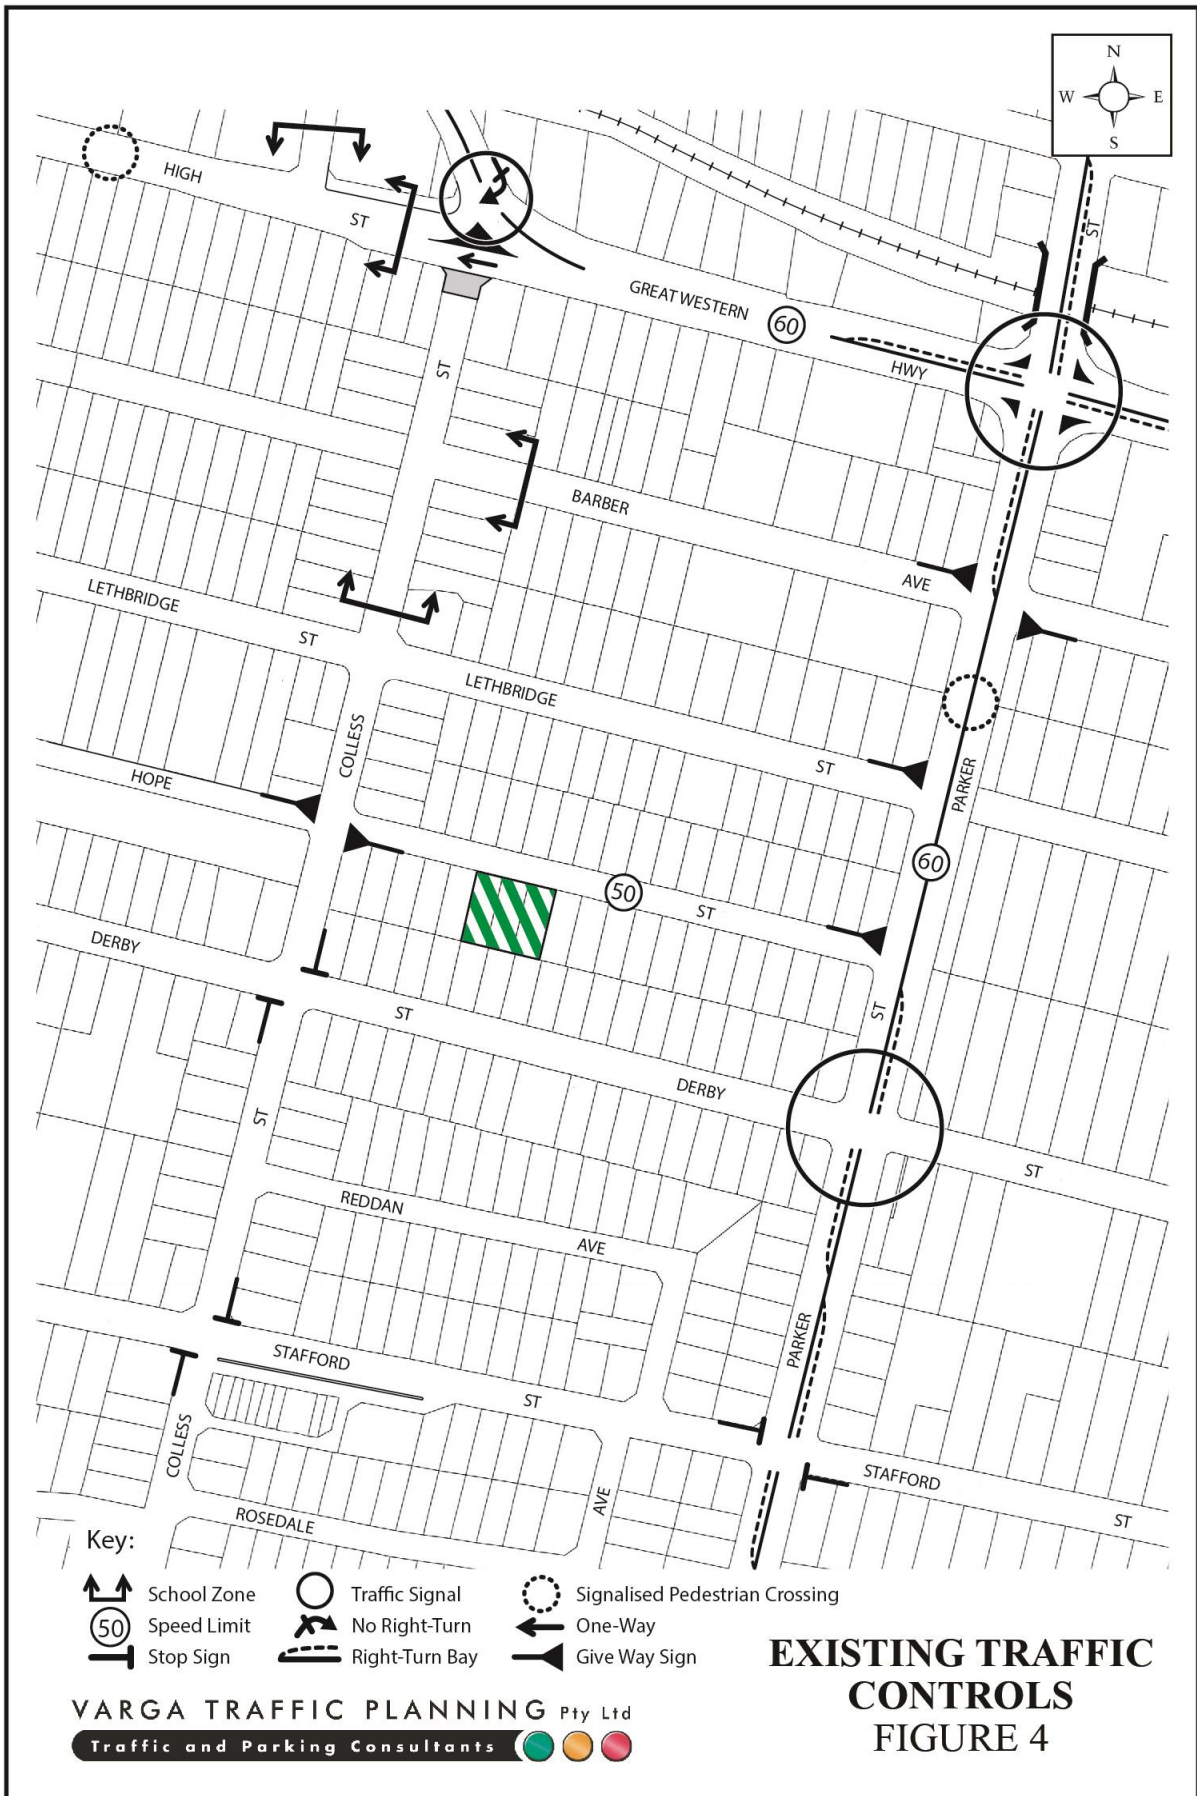 N
W E
S
HIGH
ST
ST
GREAT WESTERN
60
HWY
ST
BARBER
AVE
LETHBRIDGE
ST
LETHBRIDGE
ST
COLLESS
PARKER
HOPE
60
50
ST
DERBY
ST
ST
DERBY
ST
ST
REDDAN
AVE
PARKER
STAFFORD
ST
COLLESS
STAFFORD
ST
AVE
ROSEDALE
Key:
School Zone
Traffic Signal
Signalised Pedestrian Crossing
50
Speed Limit
No Right-Turn
One-Way
Stop Sign
Right-Turn Bay
Give Way Sign
EXISTING TRAFFIC
CONTROLS
FIGURE 4
VARGA TRAFFIC PLANNING Pty Ltd
Traffic and Parking Consultants